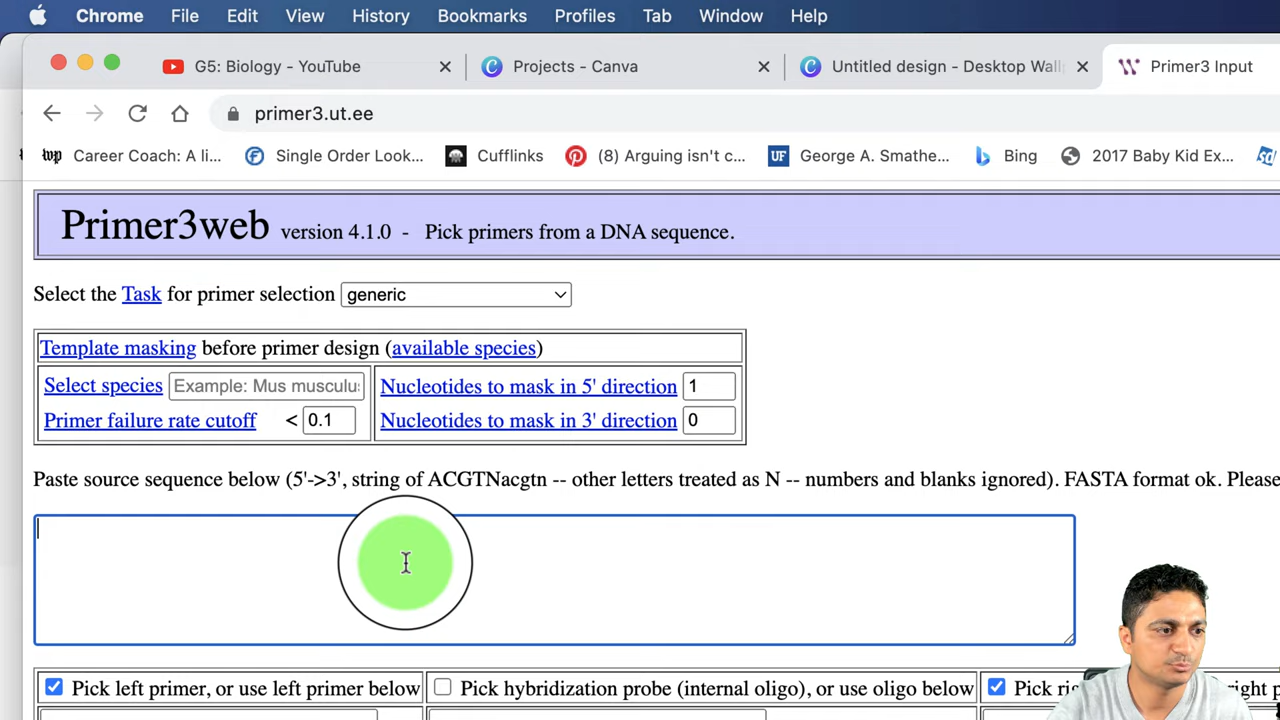 Chrome File Edit View History Bookmarks Profiles Tab Window Help
G5: Biology - YouTube Projects - Canva Untitled design - Desktop Wall Primer3 Input
primer3.ut.ee
wp Career Coach: A li... Single Order Look... Cufflinks (8) Arguing isn't c... UF George A. Smathe... Bing 2017 Baby Kid Ex... sd
Primer3web version 4.1.0 - Pick primers from a DNA sequence.
Select the Task for primer selection generic
Template masking before primer design (available species)
Select species Example: Mus musculu Nucleotides to mask in 5' direction 1
Primer failure rate cutoff < 0.1 Nucleotides to mask in 3' direction 0
Paste source sequence below (5'->3', string of ACGTNacgtn -- other letters treated as N -- numbers and blanks ignored). FASTA format ok. Please
Pick left primer, or use left primer below Pick hybridization probe (internal oligo), or use oligo below Pick right p